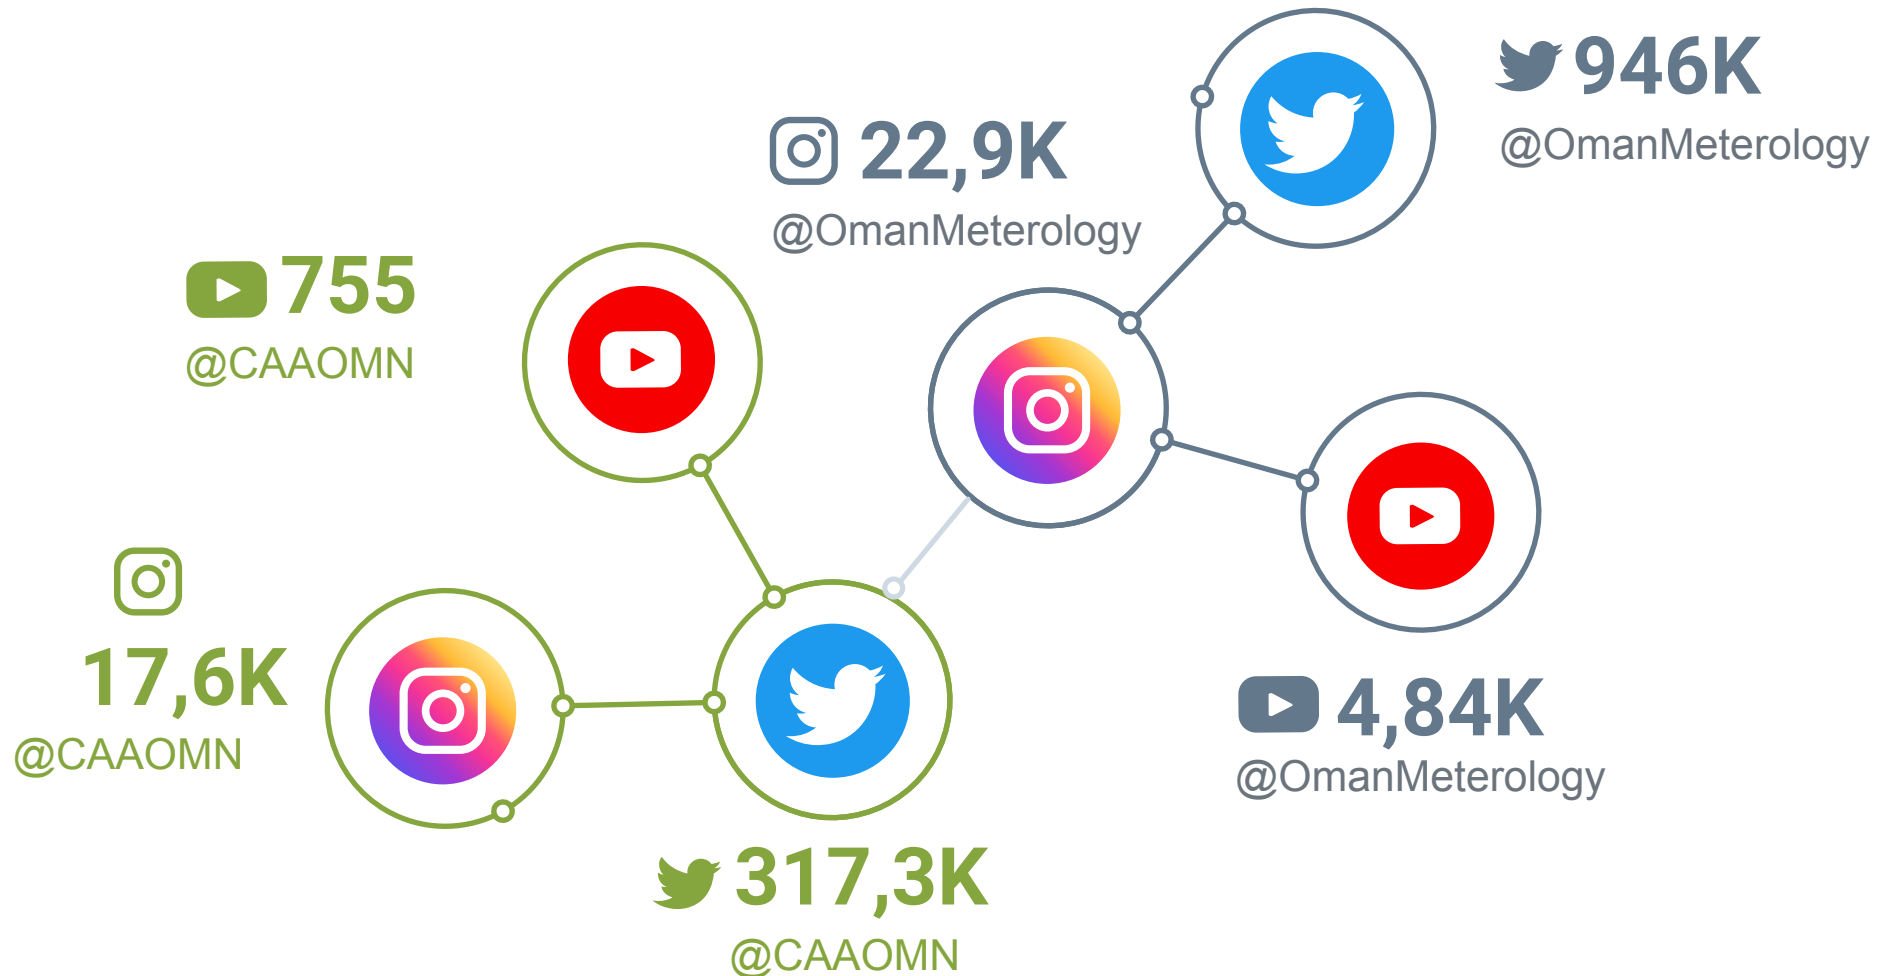 946K
@OmanMeterology
22,9K
@OmanMeterology
755
@CAAOMN
17,6K
@CAAOMN
4,84K
@OmanMeterology
317,3K
@CAAOMN